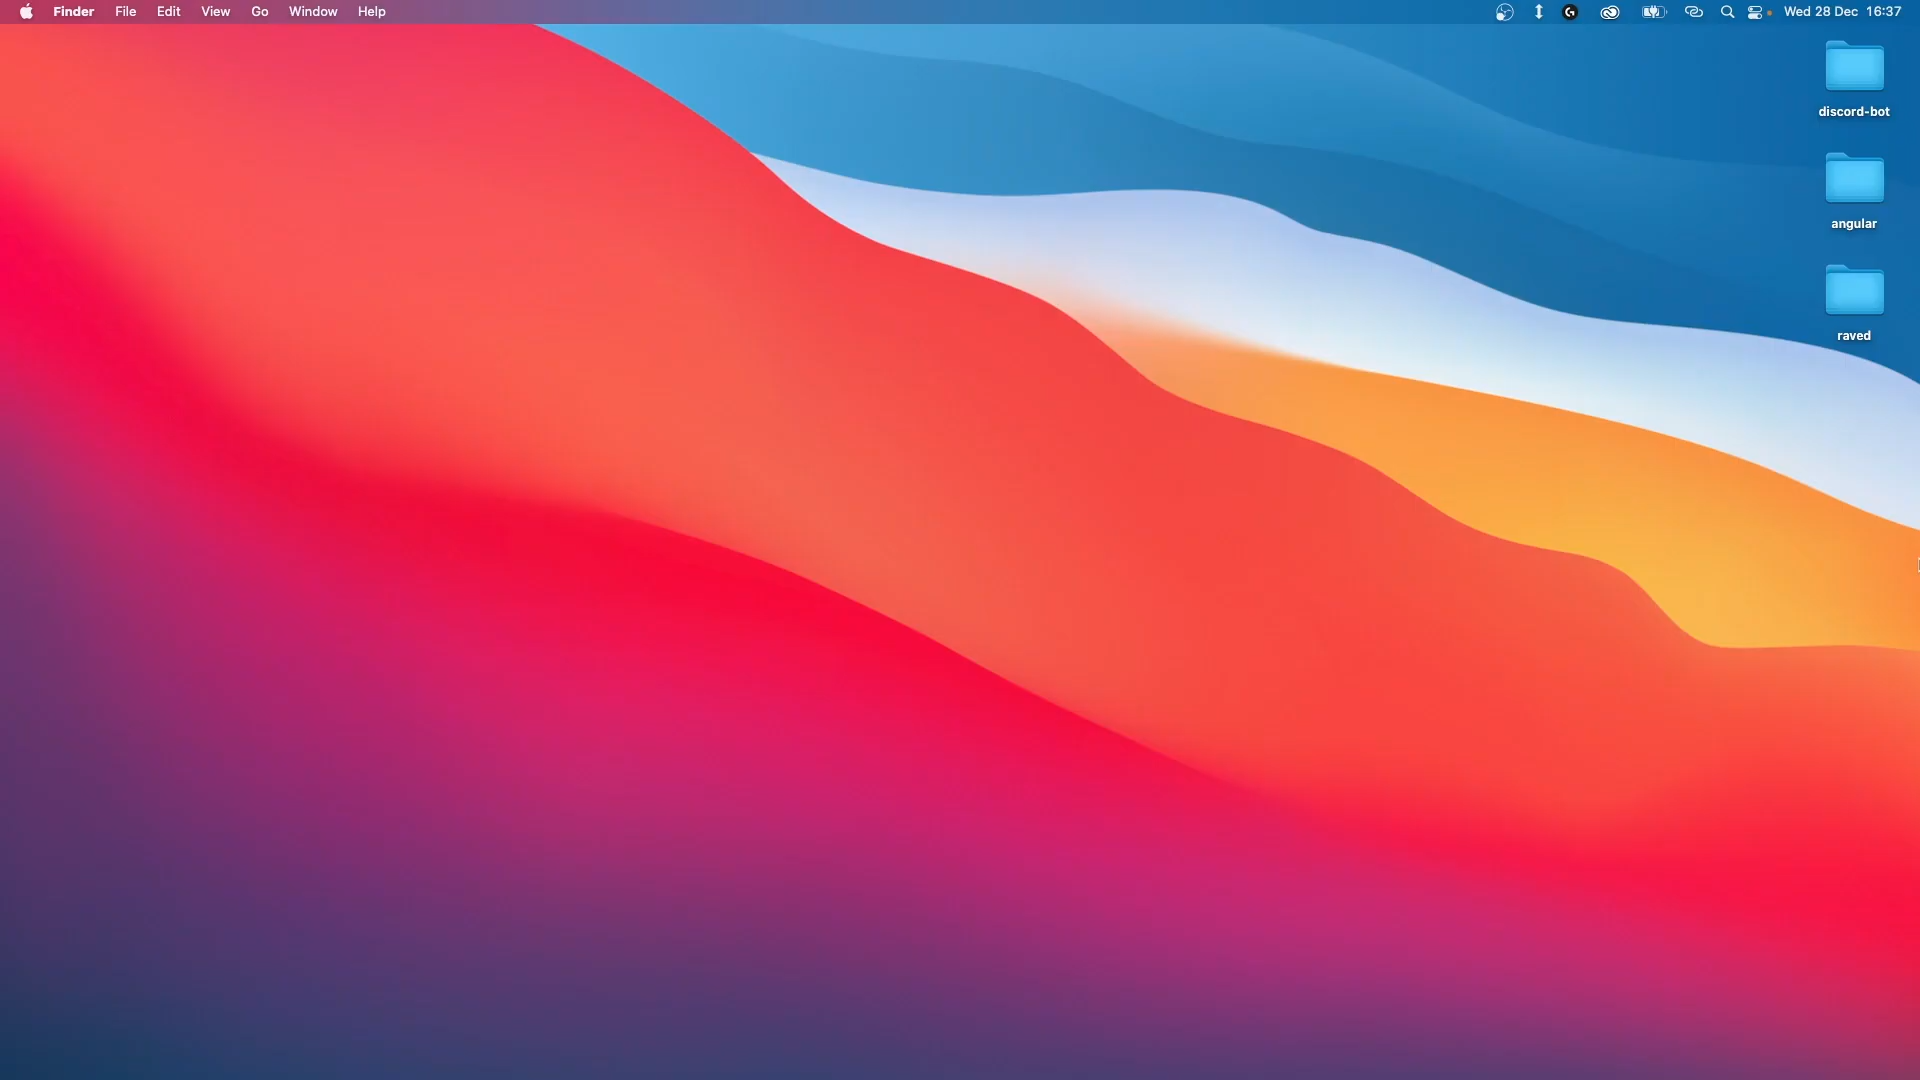 Finder File Edit View Go Window Help Wed 28 Dec 16:37
discord-bot
angular
raved